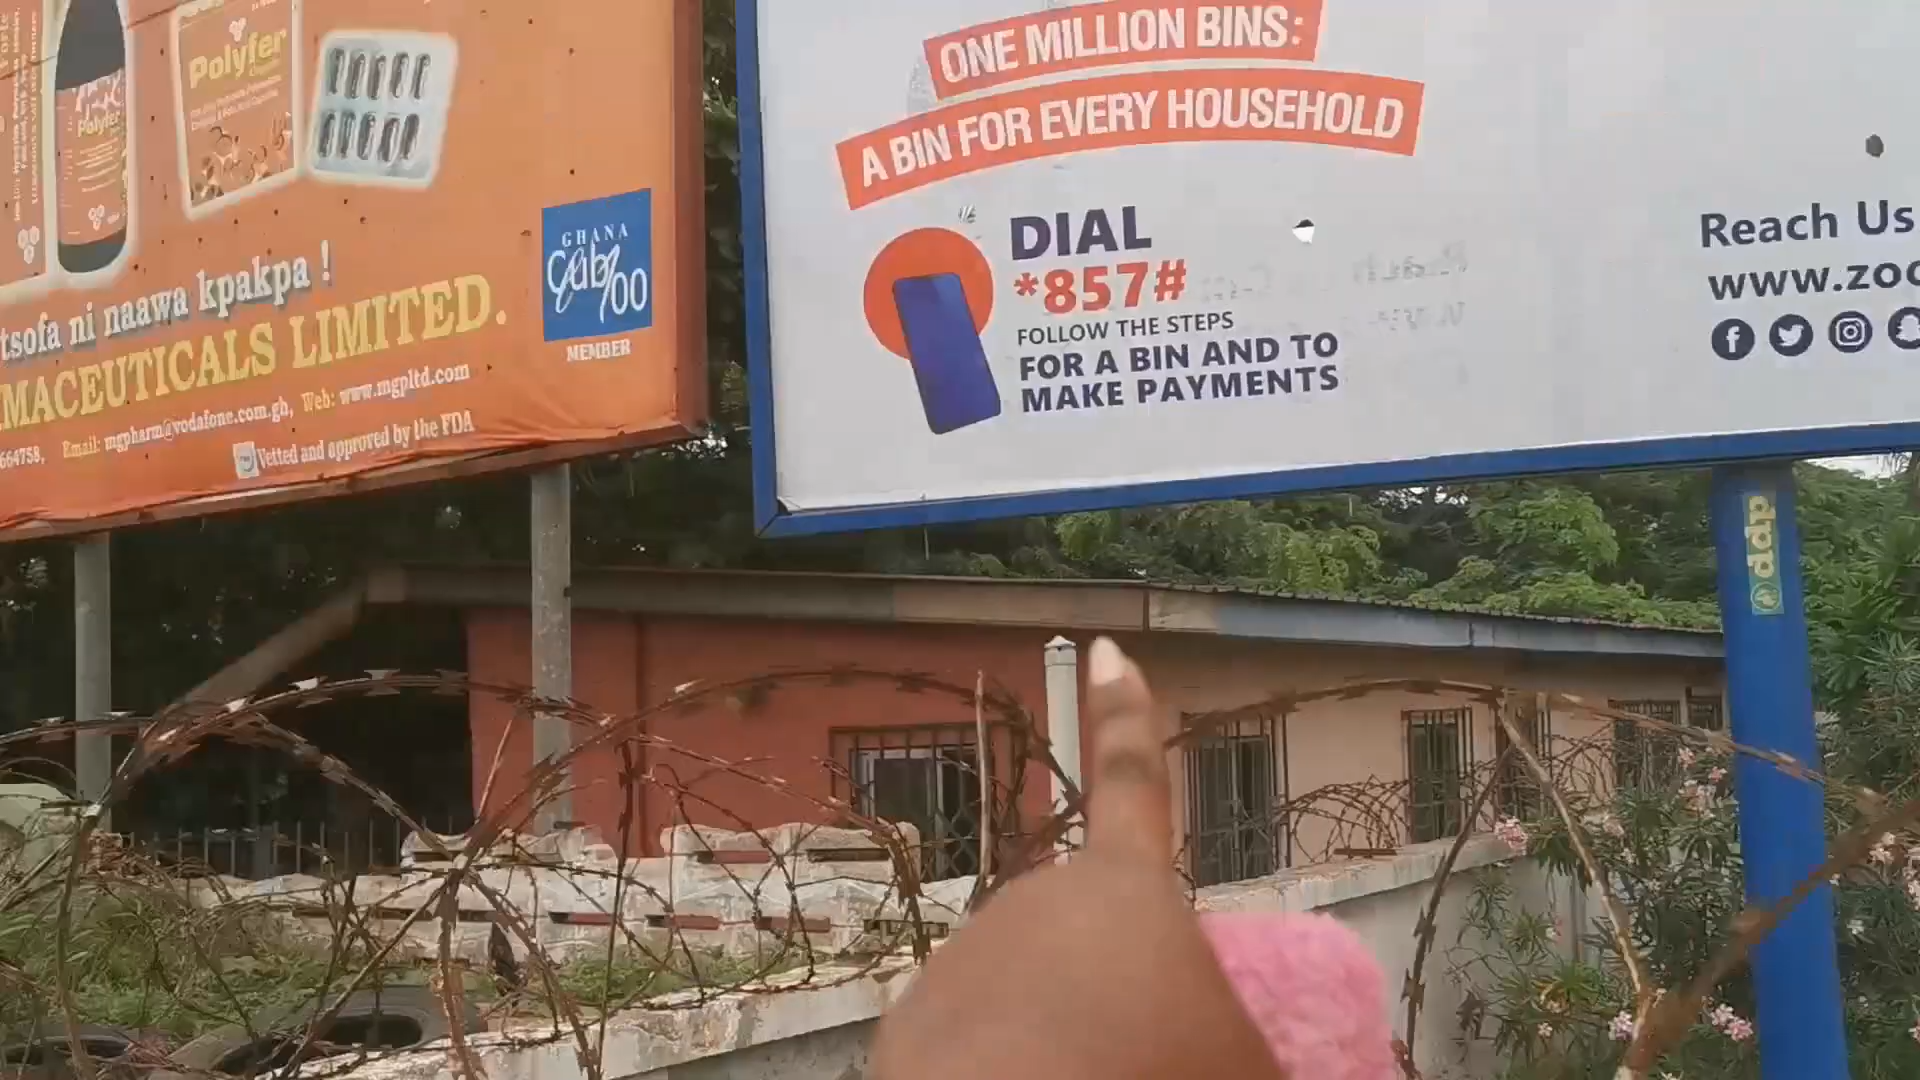 Polyfer
Polyfer
tsofa ni naawa kpakpa !
MACEUTICALS LIMITED.
664758, Email: mgpharm@vodafone.com.gh, Web: www.mgpltd.com
Vetted and approved by the FDA
GHANA
Club 100
MEMBER
ONE MILLION BINS:
A BIN FOR EVERY HOUSEHOLD
DIAL
*857#
FOLLOW THE STEPS
FOR A BIN AND TO
MAKE PAYMENTS
Reach Us
www.zoo
ddp